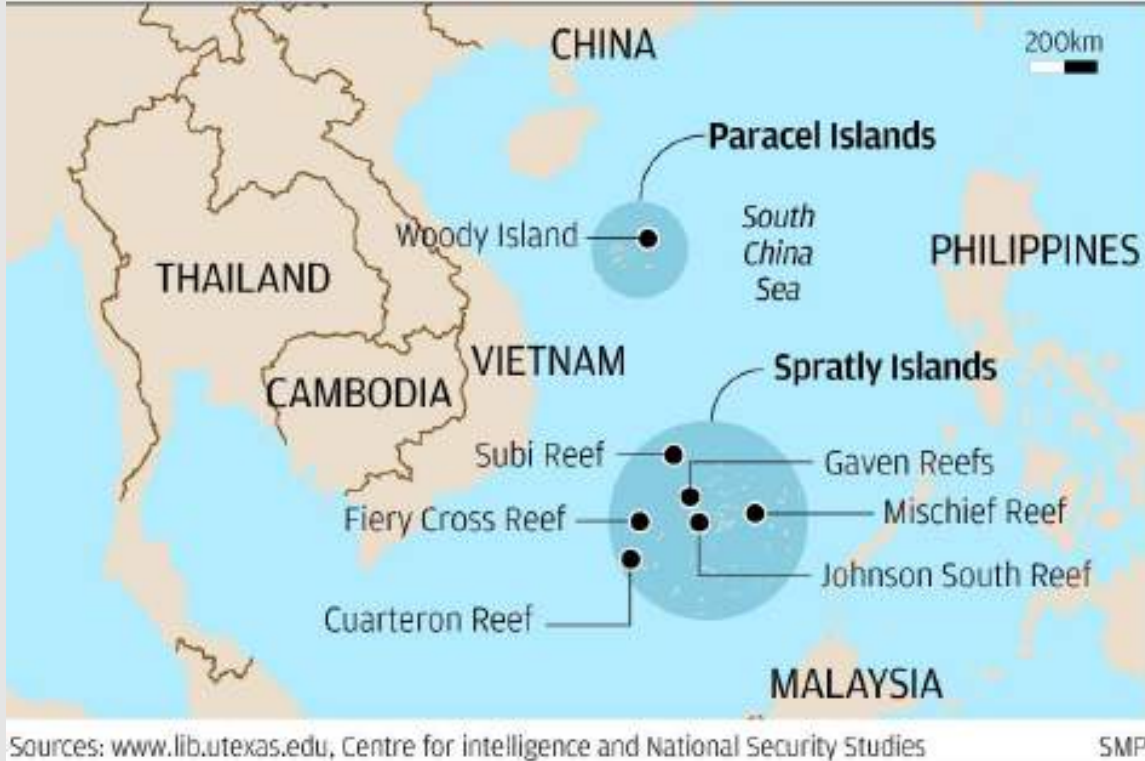 CHINA
200km
Paracel Islands
Woody Island
South
China
Sea
PHILIPPINES
THAILAND
VIETNAM
CAMBODIA
Spratly Islands
Subi Reef
Gaven Reefs
Fiery Cross Reef
Mischief Reef
Johnson South Reef
Cuarteron Reef
MALAYSIA
Sources: www.lib.utexas.edu, Centre for intelligence and National Security Studies
SMP